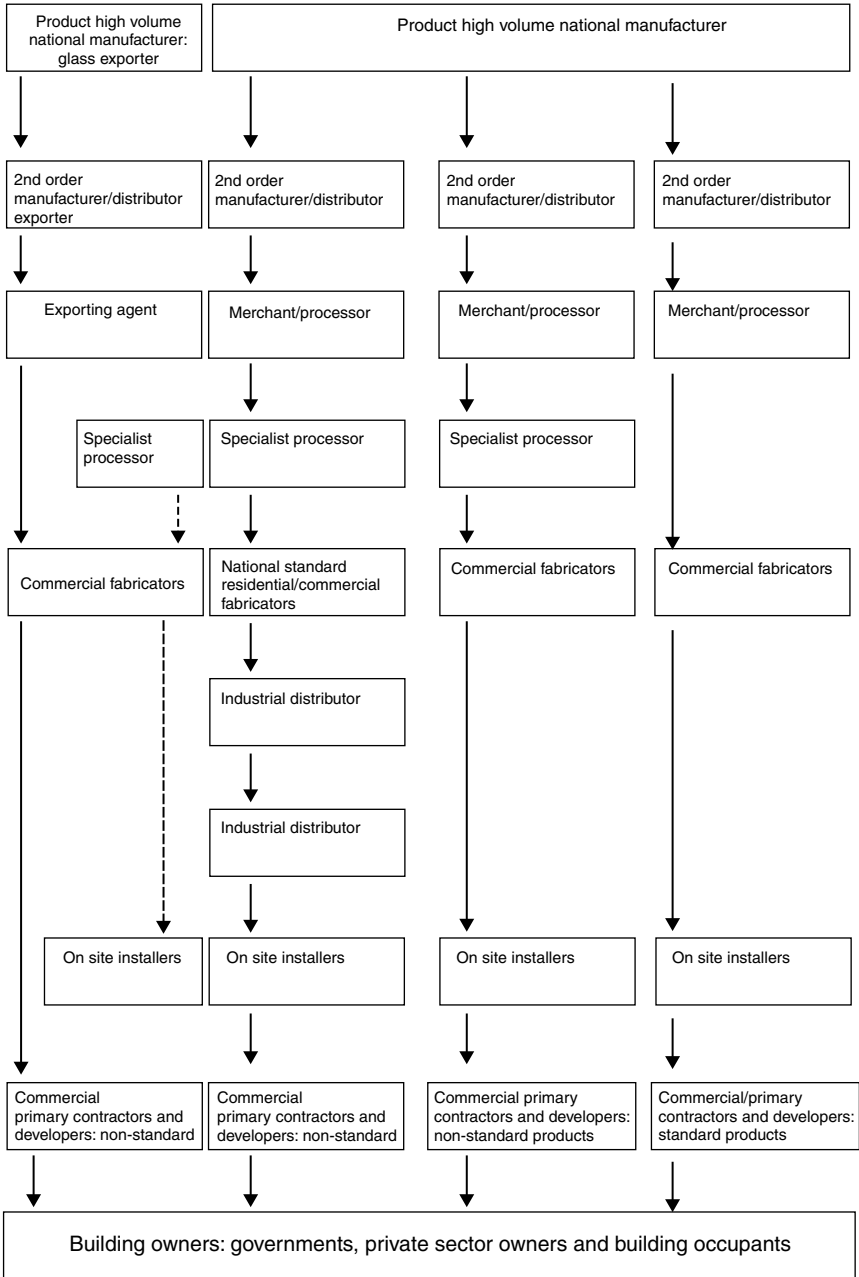 Product high volume
national manufacturer:
glass exporter
Product high volume national manufacturer
2nd order
manufacturer/distributor
exporter
2nd order
manufacturer/distributor
2nd order
manufacturer/distributor
2nd order
manufacturer/distributor
Exporting agent
Merchant/processor
Merchant/processor
Merchant/processor
Specialist
processor
Specialist processor
Specialist processor
Commercial fabricators
National standard
residential/commercial
fabricators
Commercial fabricators
Commercial fabricators
Industrial distributor
Industrial distributor
On site installers
On site installers
On site installers
On site installers
Commercial
primary contractors and
developers: non-standard
Commercial
primary contractors and
developers: non-standard
Commercial primary
contractors and developers:
non-standard products
Commercial/primary
contractors and developers:
standard products
Building owners: governments, private sector owners and building occupants